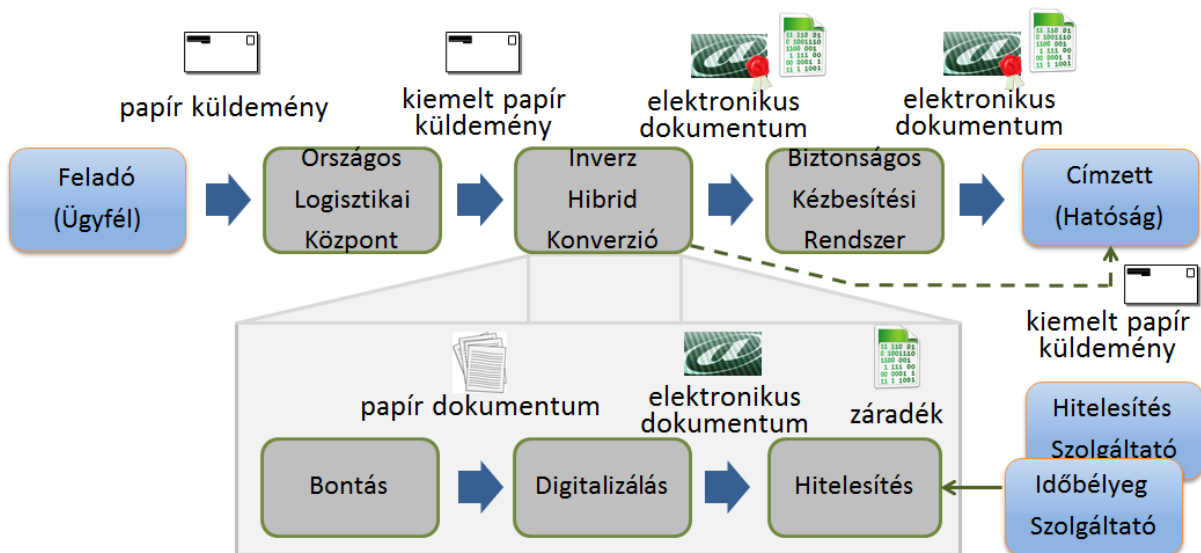 papír küldemény
kiemelt papír
küldemény
elektronikus
dokumentum
elektronikus
dokumentum
Feladó
(Ügyfél)
Országos
Logisztikai
Központ
Inverz
Hibrid
Konverzió
Biztonságos
Kézbesítési
Rendszer
Címzett
(Hatóság)
kiemelt papír
küldemény
papír dokumentum
elektronikus
dokumentum
záradék
Bontás
Digitalizálás
Hitelesítés
Hitelesítés
Szolgáltató
Időbélyeg
Szolgáltató